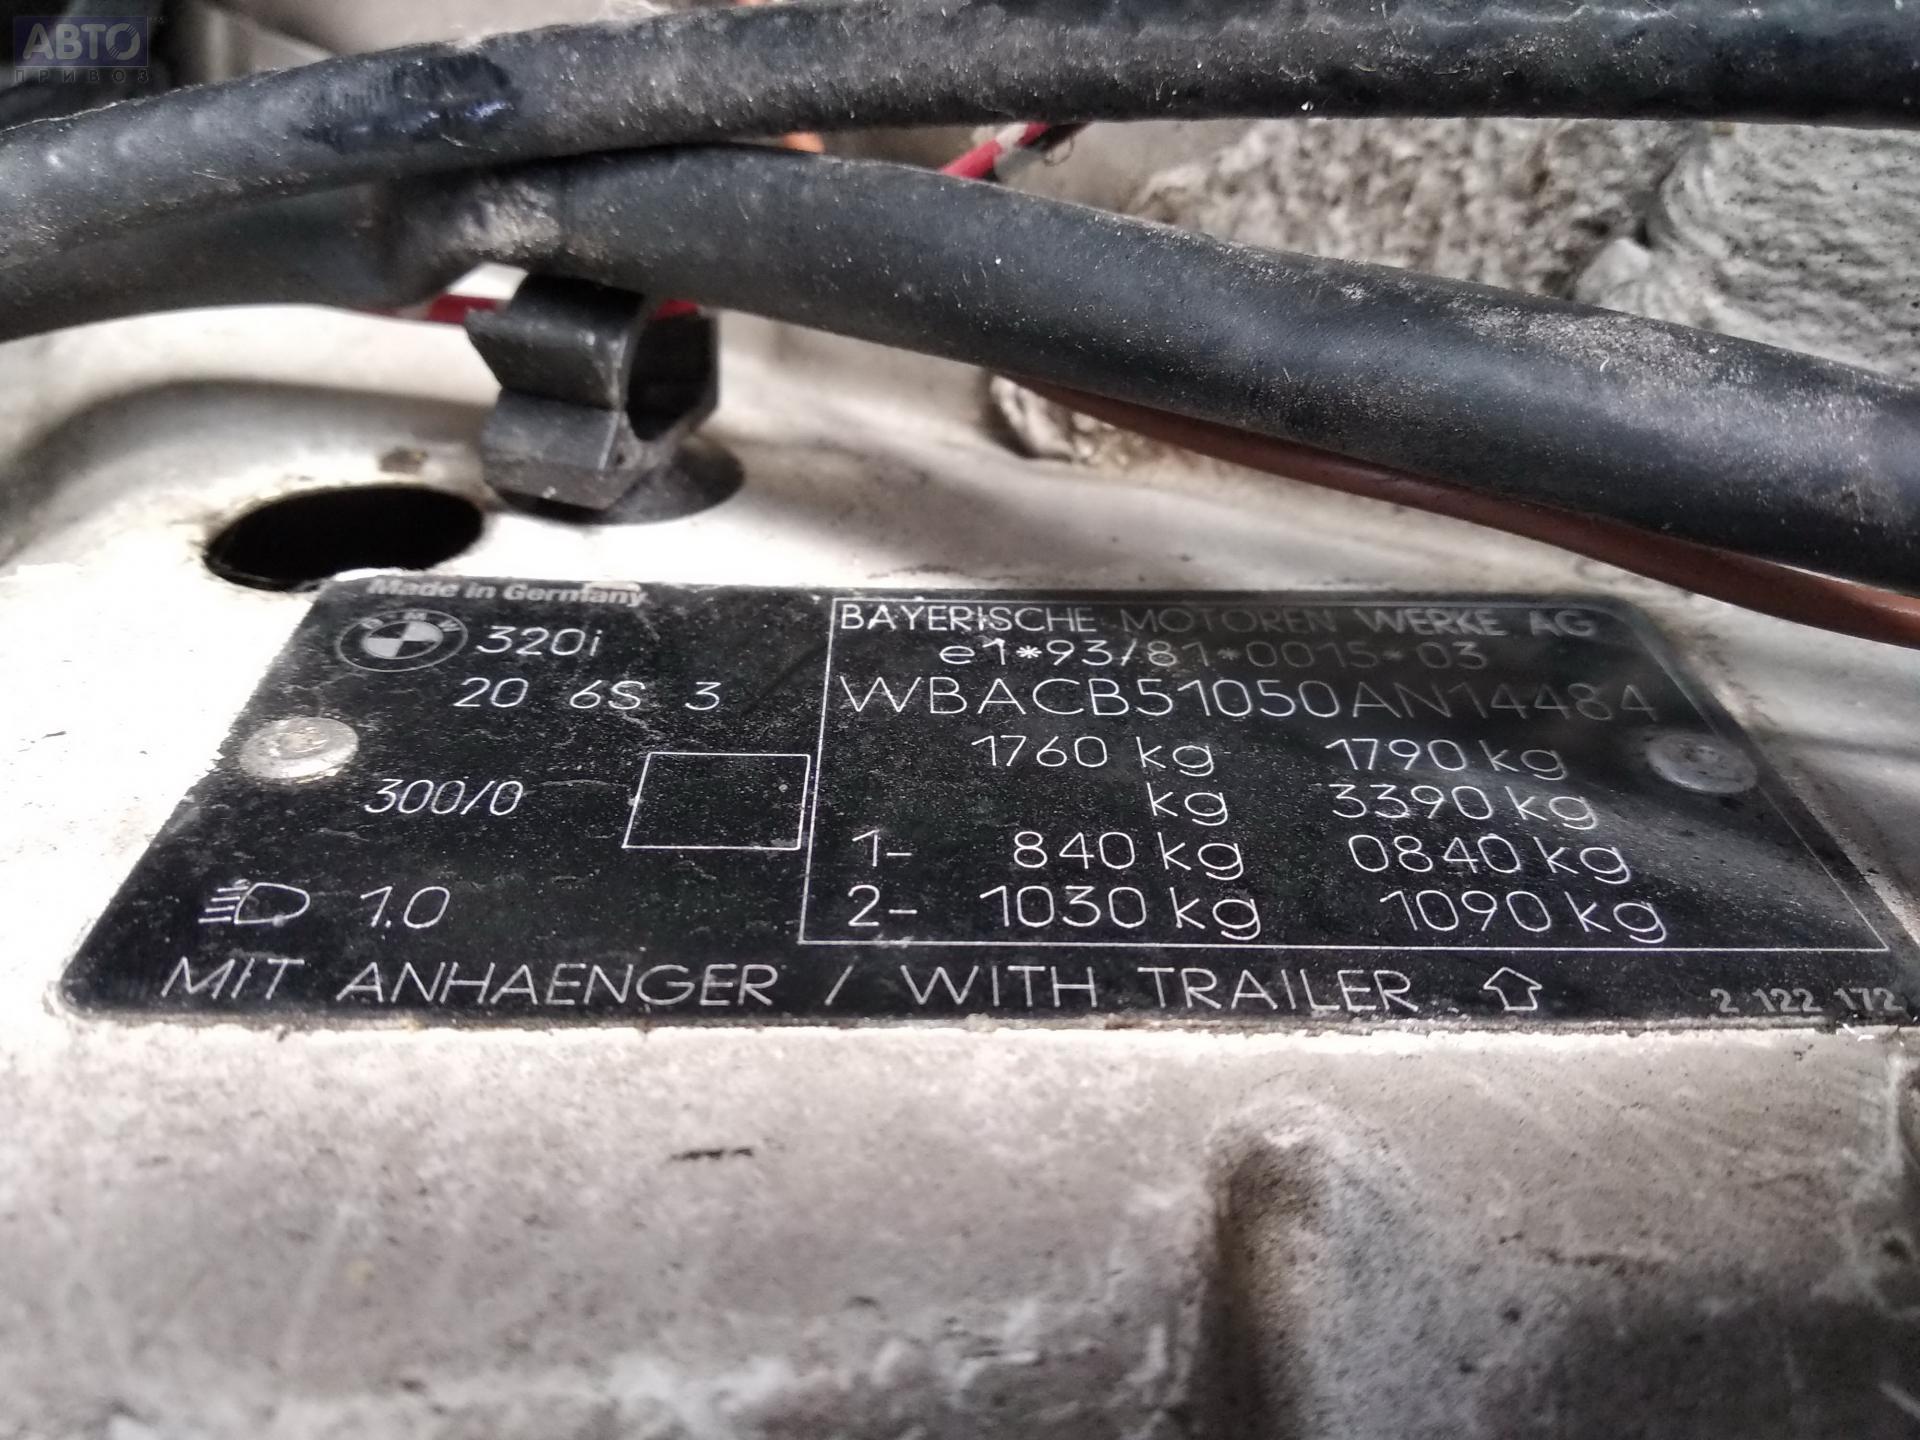 АВТО
ПРИВОЗ
Made in Germany
BMW 320i
20 6S 3
300/0
1.0
BAYERISCHE MOTOREN WERKE AG
e1*93/81*0015*03
WBACB51050AN14484
1760 kg 1790 kg
kg 3390 kg
1- 840 kg 0840 kg
2- 1030 kg 1090 kg
MIT ANHAENGER / WITH TRAILER
2 122 172